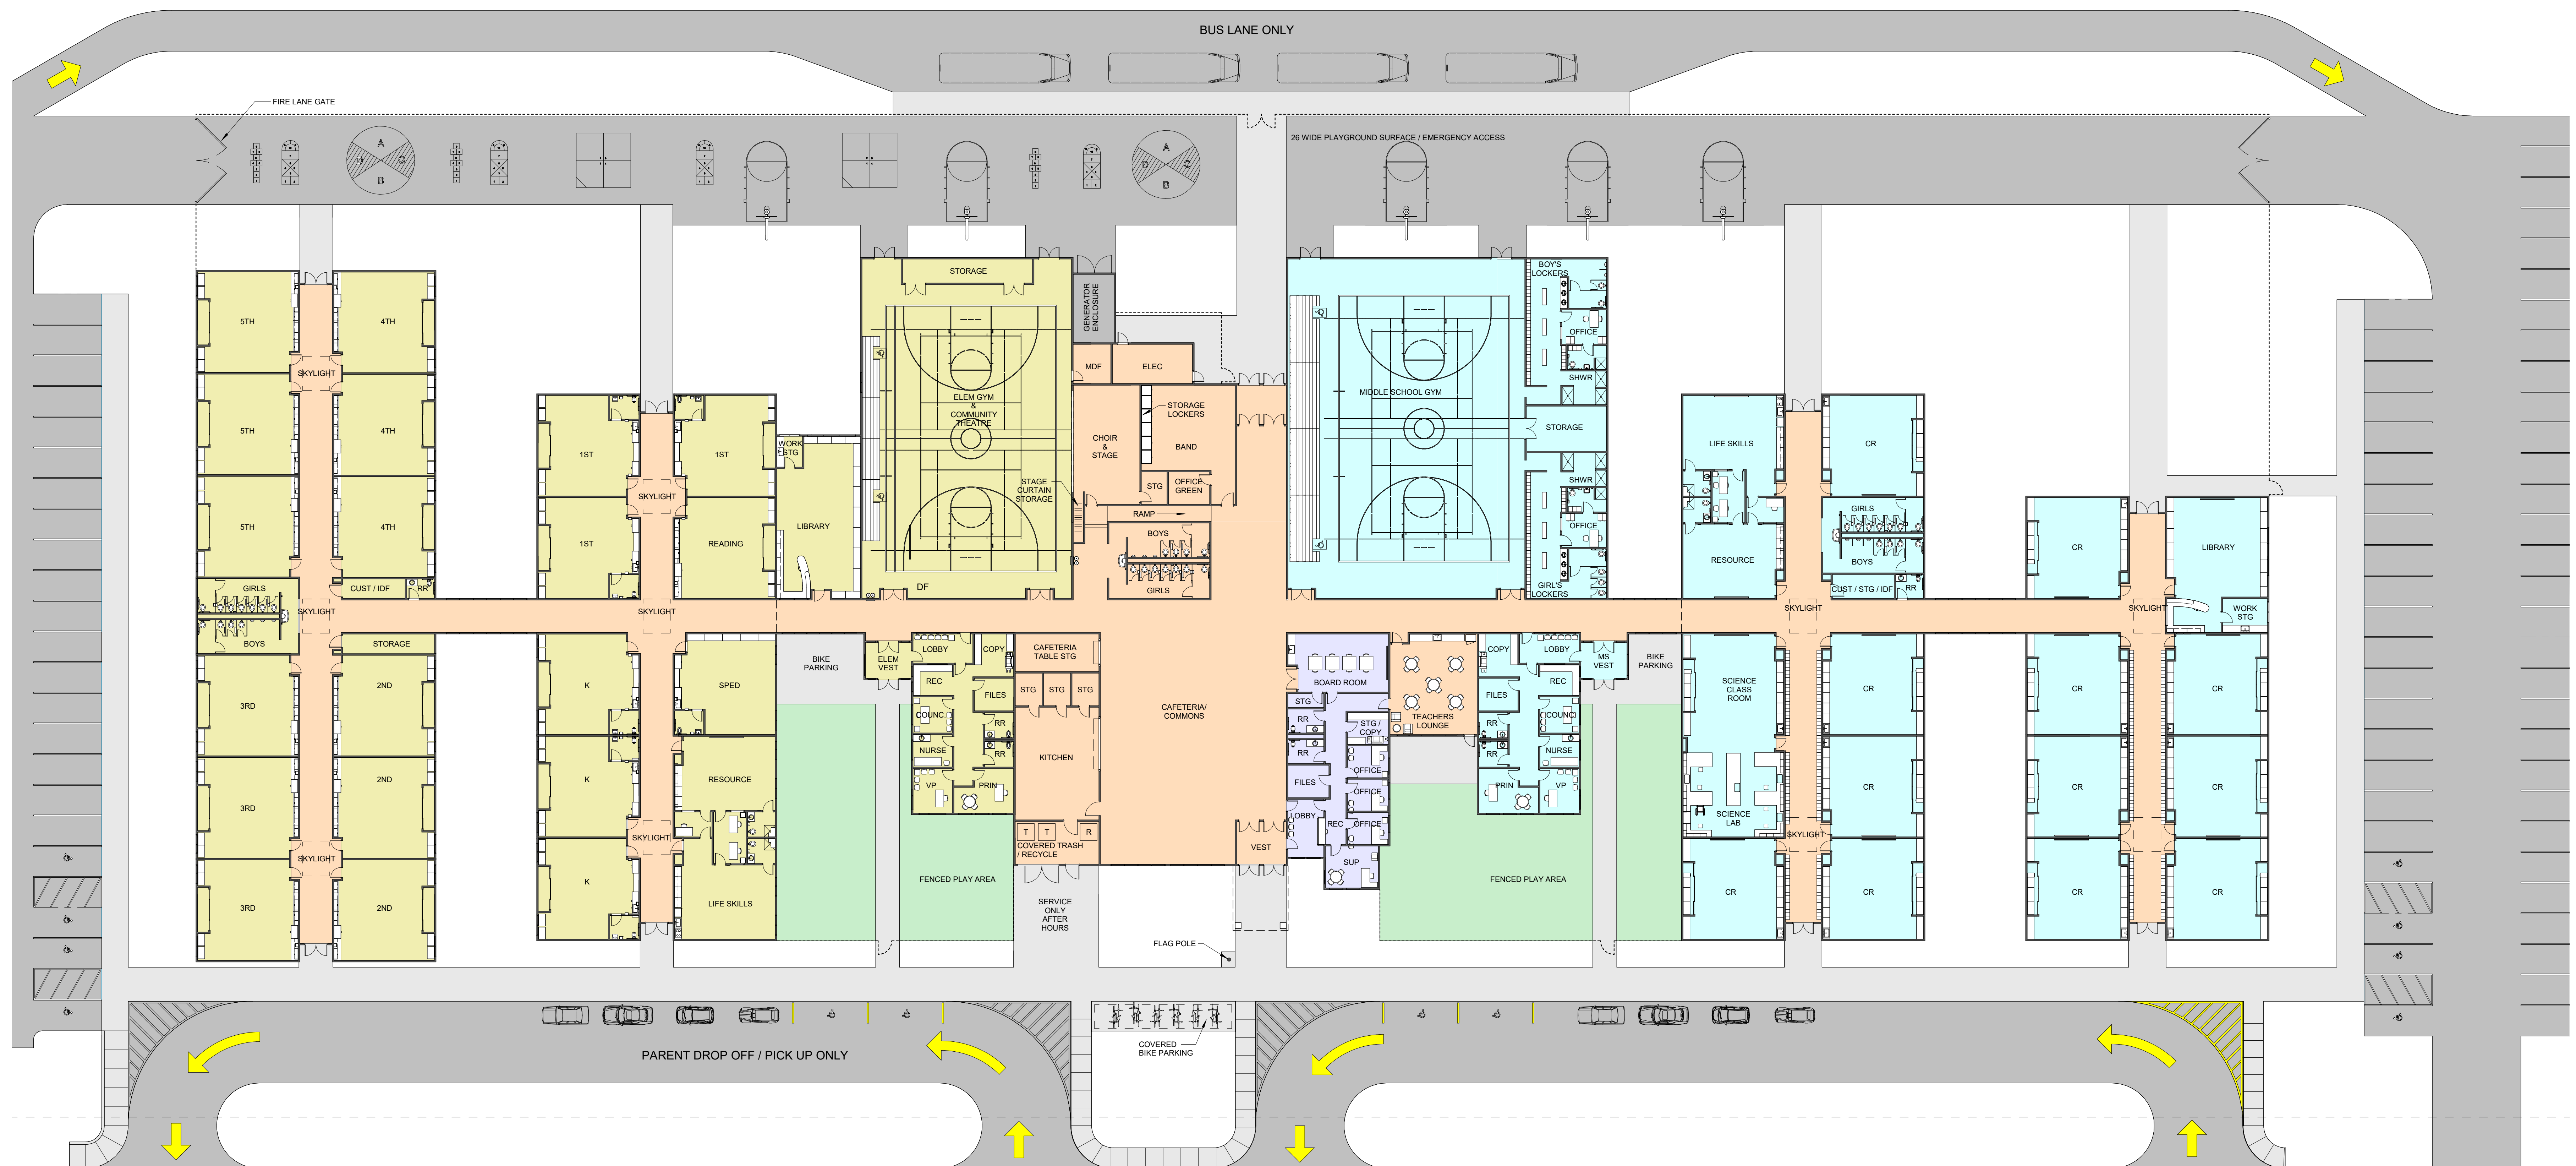 BUS LANE ONLY
FIRE LANE GATE
26 WIDE PLAYGROUND SURFACE / EMERGENCY ACCESS
A
D
C
B
A
D
C
B
5TH
4TH
SKYLIGHT
5TH
4TH
5TH
4TH
GIRLS
CUST / IDF
RR
SKYLIGHT
BOYS
STORAGE
3RD
2ND
3RD
2ND
SKYLIGHT
3RD
2ND
1ST
1ST
SKYLIGHT
1ST
READING
SKYLIGHT
K
SPED
K
RESOURCE
SKYLIGHT
K
LIFE SKILLS
WORK
STG
LIBRARY
STORAGE
ELEM GYM
&
COMMUNITY
THEATRE
DF
GENERATOR
ENCLOSURE
MDF
ELEC
STORAGE
LOCKERS
CHOIR
&
STAGE
BAND
STAGE
CURTAIN
STORAGE
STG
OFFICE
GREEN
RAMP
BOYS
GIRLS
BIKE
PARKING
ELEM
VEST
LOBBY
COPY
REC
FILES
COUNC
RR
NURSE
RR
VP
PRIN
CAFETERIA
TABLE STG
STG
STG
STG
KITCHEN
T
T
R
COVERED TRASH
/ RECYCLE
CAFETERIA/
COMMONS
VEST
FENCED PLAY AREA
SERVICE
ONLY
AFTER
HOURS
FLAG POLE
MIDDLE SCHOOL GYM
BOY'S
LOCKERS
OFFICE
SHWR
STORAGE
SHWR
OFFICE
GIRL'S
LOCKERS
BOARD ROOM
STG
RR
STG /
COPY
RR
OFFICE
FILES
OFFICE
LOBBY
REC
OFFICE
SUP
TEACHERS
LOUNGE
COPY
LOBBY
MS
VEST
BIKE
PARKING
REC
FILES
COUNC
RR
NURSE
RR
PRIN
VP
FENCED PLAY AREA
LIFE SKILLS
CR
GIRLS
RESOURCE
BOYS
CUST / STG / IDF
RR
SKYLIGHT
SCIENCE
CLASS
ROOM
CR
CR
SCIENCE
LAB
SKYLIGHT
CR
CR
CR
LIBRARY
SKYLIGHT
WORK
STG
CR
CR
CR
CR
CR
CR
PARENT DROP OFF / PICK UP ONLY
COVERED
BIKE PARKING